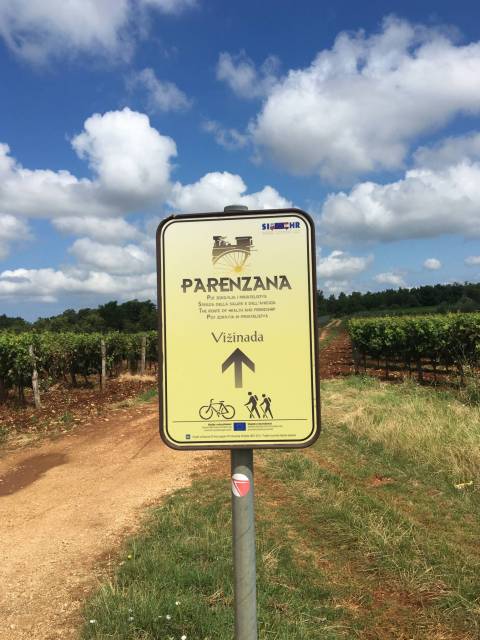 SI HR
PARENZANA
PUT ZDRAVLJA I PRIJATELJSTVA
STRADA DELLA SALUTE E DELL'AMICIZIA
THE ROUTE OF HEALTH AND FRIENDSHIP
POT ZDRAVJA IN PRIJATELJSTVA
Vižinada